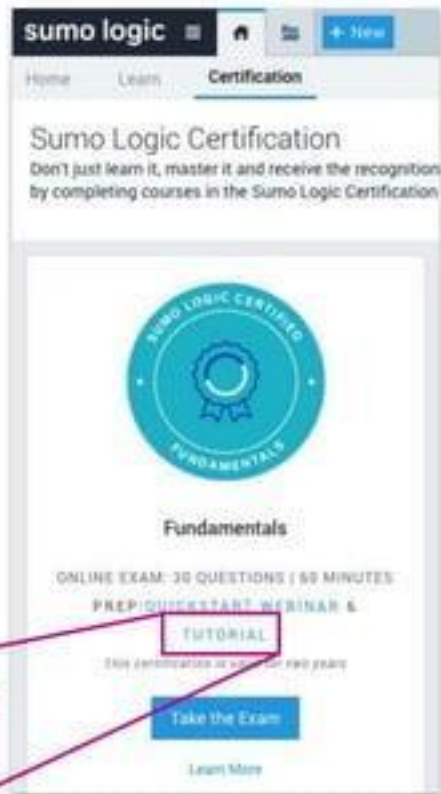 sumo logic
+ New
Home Learn Certification
Sumo Logic Certification
Don't just learn it, master it and receive the recognition
by completing courses in the Sumo Logic Certification
SUMO LOGIC CERTIFIED
FUNDAMENTALS
Fundamentals
ONLINE EXAM: 30 QUESTIONS | 60 MINUTES
PREP: QUICKSTART WEBINAR &
TUTORIAL
This certification is valid for two years
Take the Exam
Learn More